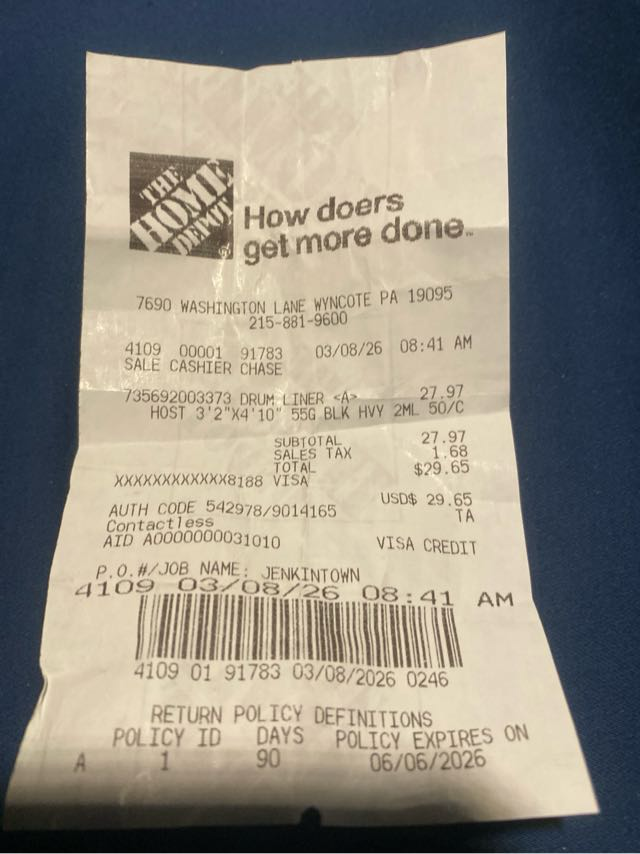 THE
HOME
DEPOT
How doers
get more done.™
7690 WASHINGTON LANE WYNCOTE PA 19095
215-881-9600
4109 00001 91783 03/08/26 08:41 AM
SALE CASHIER CHASE
735692003373 DRUM LINER <A> 27.97
HOST 3'2"X4'10" 55G BLK HVY 2ML 50/C
SUBTOTAL 27.97
SALES TAX 1.68
TOTAL $29.65
XXXXXXXXXXXX8188 VISA
USD$ 29.65
AUTH CODE 542978/9014165 TA
Contactless
AID A0000000031010 VISA CREDIT
P.O.#/JOB NAME: JENKINTOWN
4109 03/08/26 08:41 AM
4109 01 91783 03/08/2026 0246
RETURN POLICY DEFINITIONS
POLICY ID DAYS POLICY EXPIRES ON
A 1 90 06/06/2026